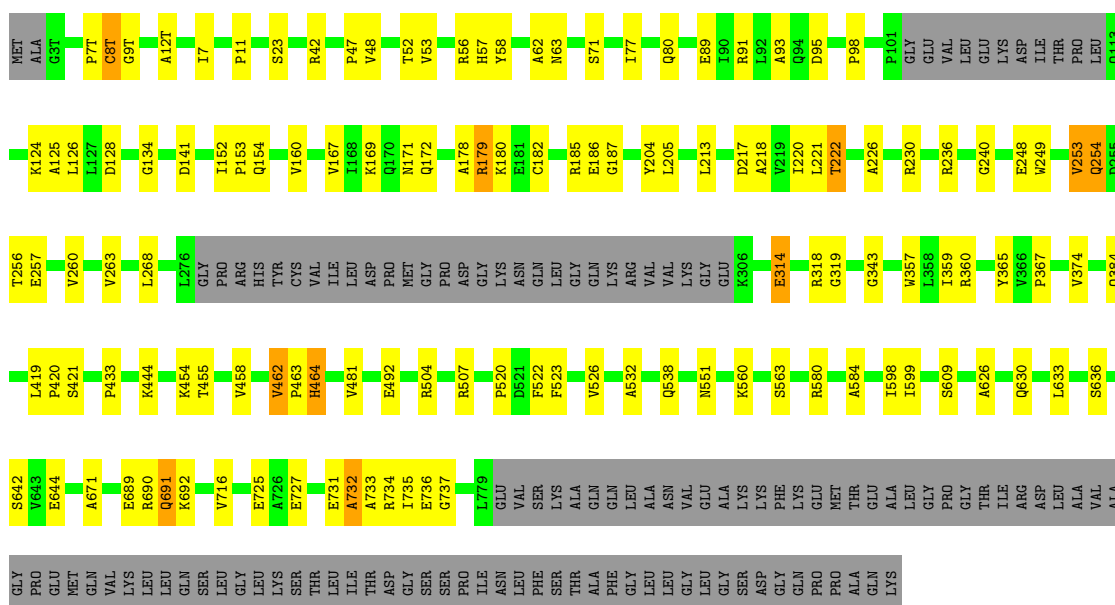 MET ALA G3T P7T C8T G9T A12T I7 P11 S23 R42 P47 V48 T52 V53 R56 H57 Y58 A62 N63 S71 I77 Q80 E89 I90 R91 L92 A93 Q94 D95 P98 P101 GLY GLU VAL LEU GLU LYS ASP ILE THR PRO LEU
K124 A125 L126 L127 D128 G134 D141 I152 P153 Q154 V160 V167 I168 K169 Q170 N171 Q172 A178 R179 K180 E181 C182 R185 E186 G187 Y204 L205 L213 D217 A218 V219 I220 L221 T222 A226 R230 R236 G240 E248 W249 V253 Q254 D255
T256 E257 V260 V263 L268 L276 GLY PRO ARG HIS TYR CYS VAL ILE LEU ASP PRO MET GLY PRO ASP GLY LYS ASN GLN LEU GLY GLN LYS ARG VAL VAL LYS GLY GLU K306 E314 R318 G319 G343 W357 L358 I359 R360 Y365 V366 P367 V374
L419 P420 S421 P433 K444 K454 T455 V458 V462 P463 H464 V481 E492 R504 R507 P520 D521 F522 F523 V526 A532 Q538 N551 K560 S563 R580 A584 I598 I599 S609 A626 Q630 L633 S636
S642 V643 E644 A671 E689 R690 Q691 K692 V716 E725 A726 E727 E731 A732 A733 R734 I735 E736 G737 L779 GLU VAL SER LYS ALA GLN GLN LEU ALA ASN VAL GLU ALA LYS LYS PHE LYS GLU MET THR GLU ALA LEU GLY PRO GLY THR ILE ARG ASP LEU ALA VAL ALA
GLY PRO GLU MET GLN VAL LYS LEU LEU GLN SER LEU GLY LEU LYS SER THR LEU ILE THR ASP GLY SER SER PRO ILE ASN LEU PHE SER THR ALA PHE GLY LEU LEU GLY LEU GLY SER ASP GLY GLN PRO PRO ALA GLN LYS